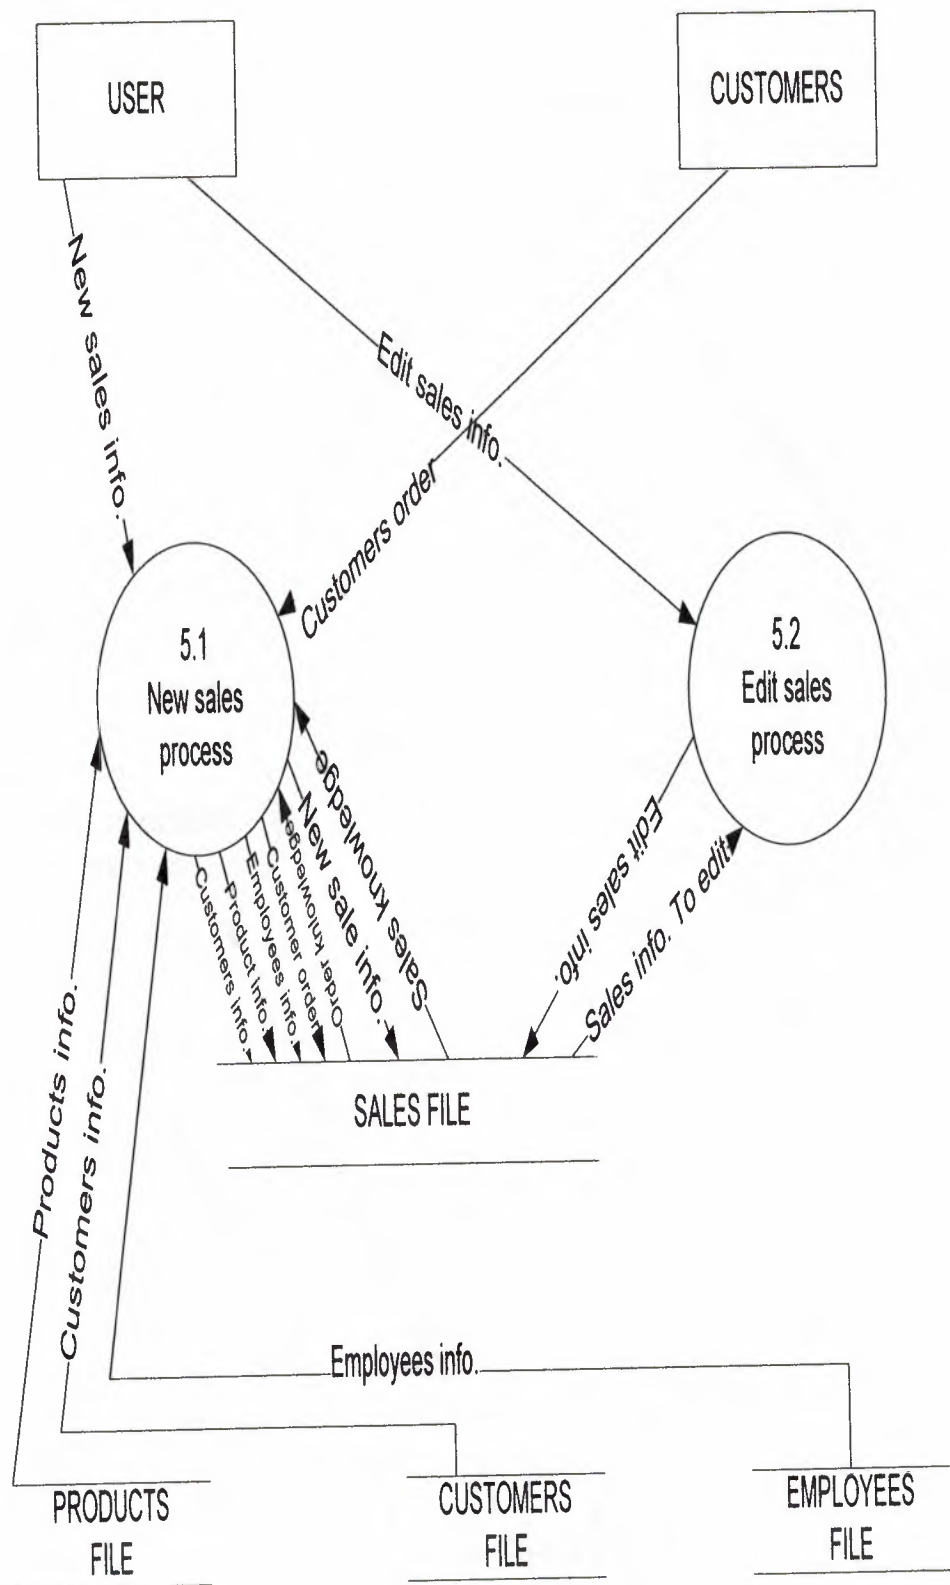 USER
CUSTOMERS
New sales info.
Edit sales info.
Customers order
5.1
New sales
process
5.2
Edit sales
process
Sales knowledge
New sales info.
Order knlowledge
Customer order
Employees info.
Product info.
Customers info.
Edit sales info.
Sales info. To edit
SALES FILE
Products info.
Customers info.
Employees info.
PRODUCTS
FILE
CUSTOMERS
FILE
EMPLOYEES
FILE